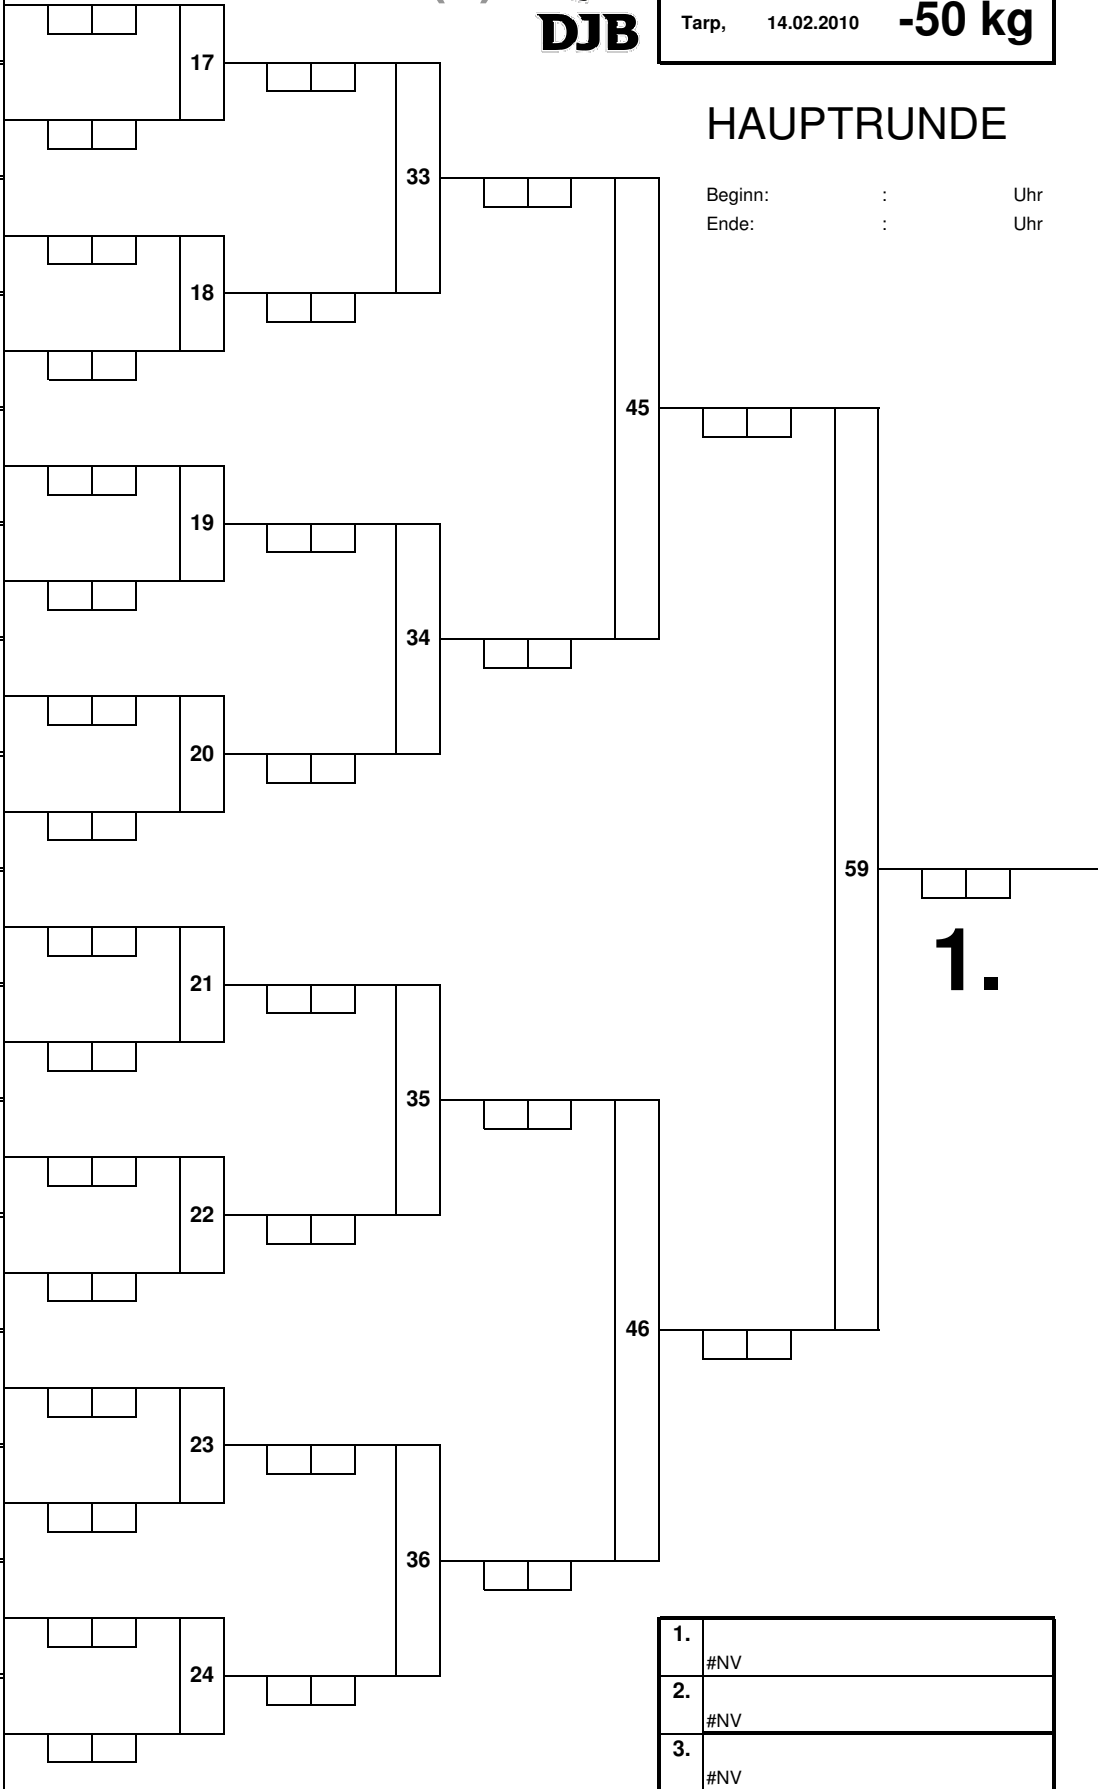 DJB
Tarp, 14.02.2010 -50 kg
17
HAUPTRUNDE
33
Beginn: : Uhr
Ende: : Uhr
18
45
19
34
20
59
1.
21
35
22
46
23
36
24
1.
#NV
2.
#NV
3.
#NV